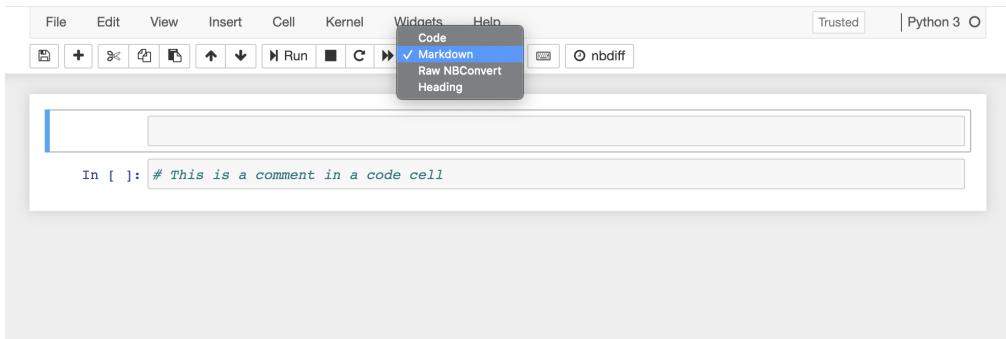 File Edit View Insert Cell Kernel Widgets Help Trusted Python 3
Run nbdiff
Code
✓ Markdown
Raw NBConvert
Heading
In [ ]: # This is a comment in a code cell